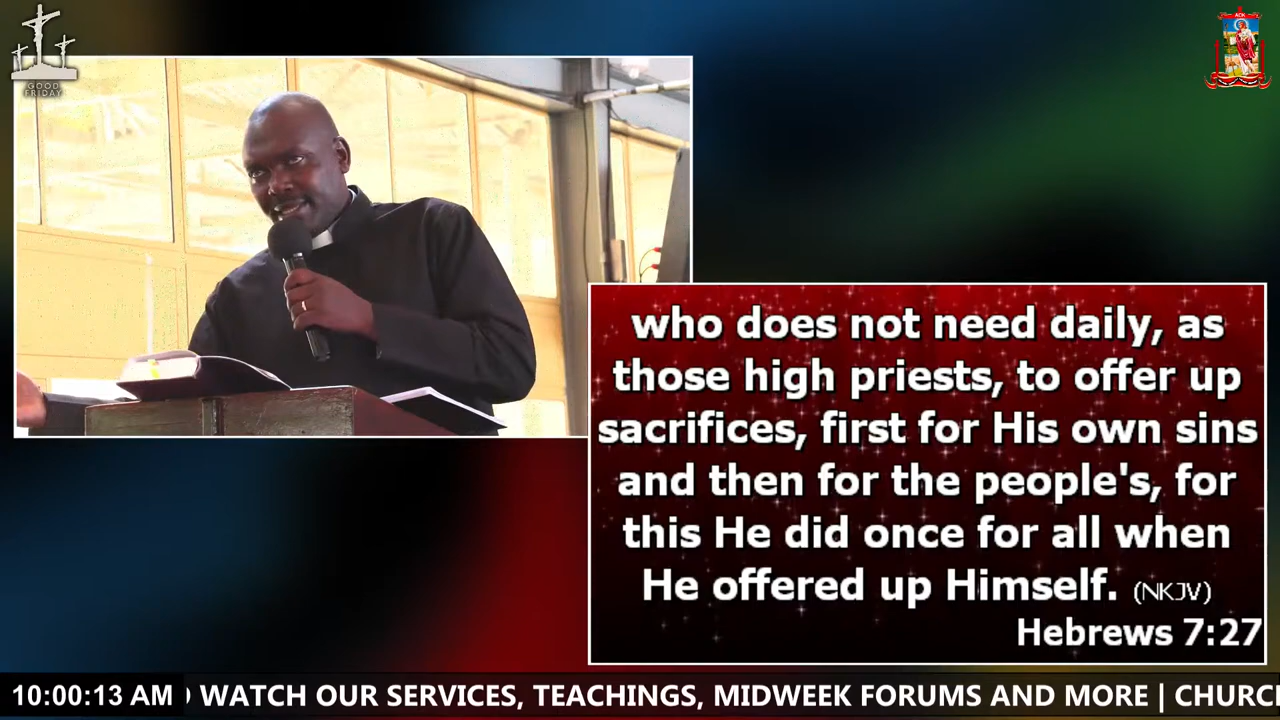 GOOD
FRIDAY
ACK
who does not need daily, as
those high priests, to offer up
sacrifices, first for His own sins
and then for the people's, for
this He did once for all when
He offered up Himself. (NKJV)
Hebrews 7:27
10:00:13 AM ) WATCH OUR SERVICES, TEACHINGS, MIDWEEK FORUMS AND MORE | CHURC